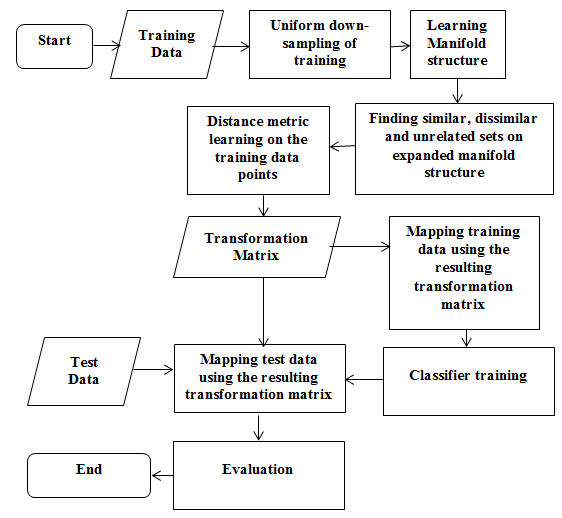 Start
Training
Data
Uniform down-
sampling of
training
Learning
Manifold
structure
Finding similar, dissimilar
and unrelated sets on
expanded manifold
structure
Distance metric
learning on the
training data
points
Transformation
Matrix
Mapping training
data using the
resulting
transformation
matrix
Classifier training
Test
Data
Mapping test data
using the resulting
transformation matrix
Evaluation
End